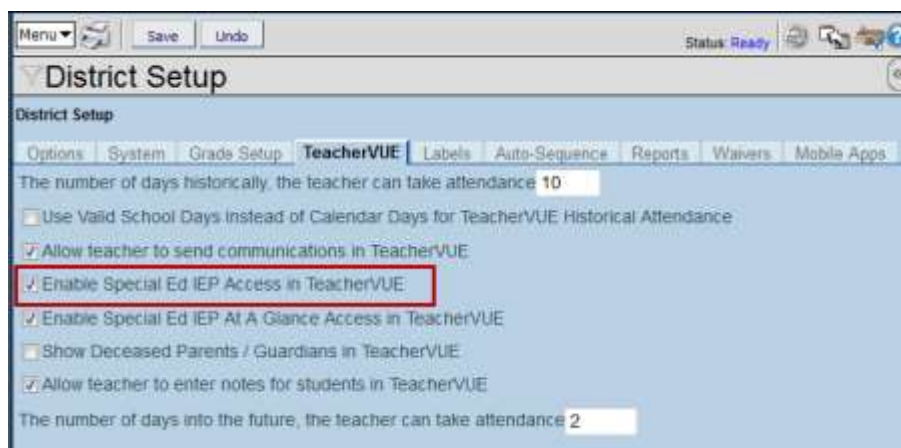 Menu Save Undo Status: Ready
District Setup
District Setup
Options System Grade Setup TeacherVUE Labels Auto-Sequence Reports Waivers Mobile Apps
The number of days historically, the teacher can take attendance 10
Use Valid School Days instead of Calendar Days for TeacherVUE Historical Attendance
Allow teacher to send communications in TeacherVUE
Enable Special Ed IEP Access in TeacherVUE
Enable Special Ed IEP At A Glance Access in TeacherVUE
Show Deceased Parents / Guardians in TeacherVUE
Allow teacher to enter notes for students in TeacherVUE
The number of days into the future, the teacher can take attendance 2